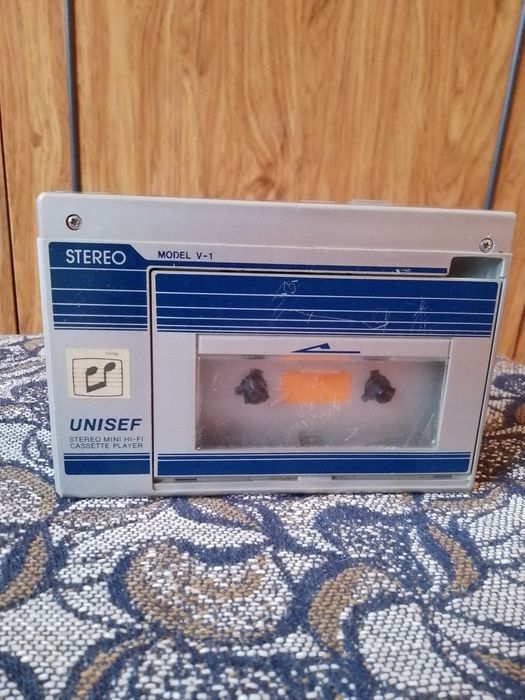 STEREO
MODEL V-1
UNISEF
STEREO MINI HI-FI
CASSETTE PLAYER